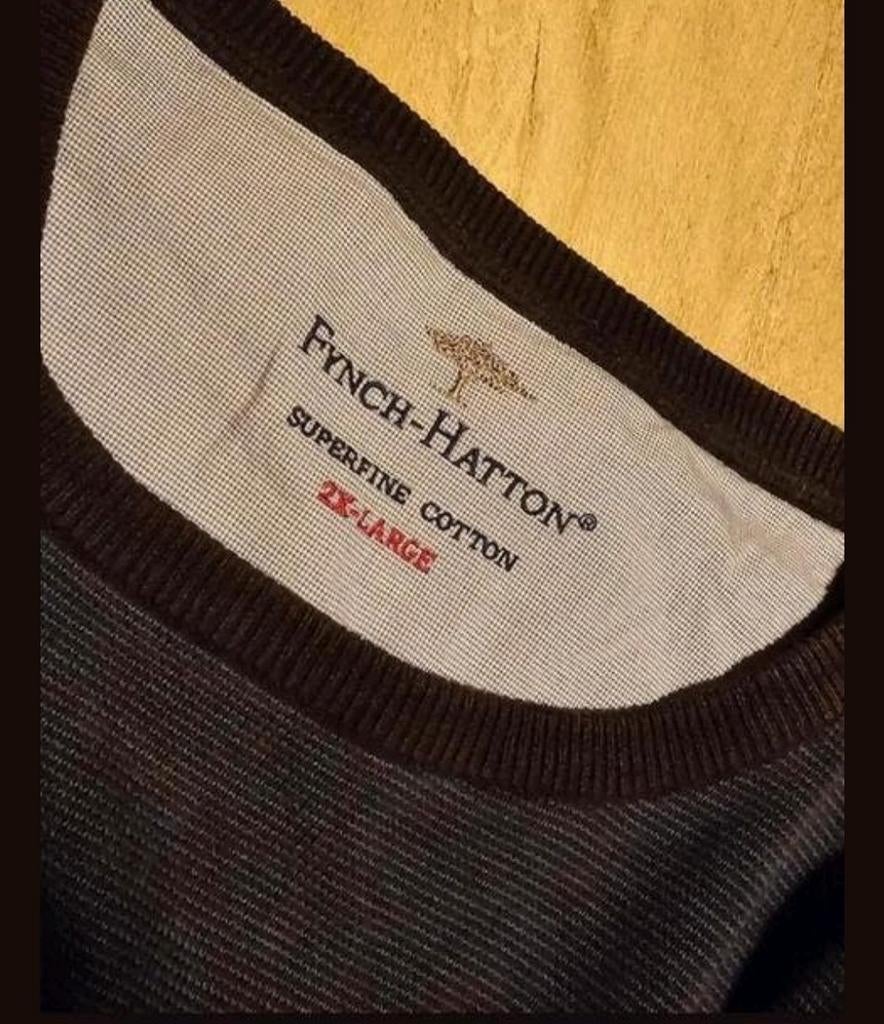 FYNCH-HATTON®
SUPERFINE COTTON
2X-LARGE